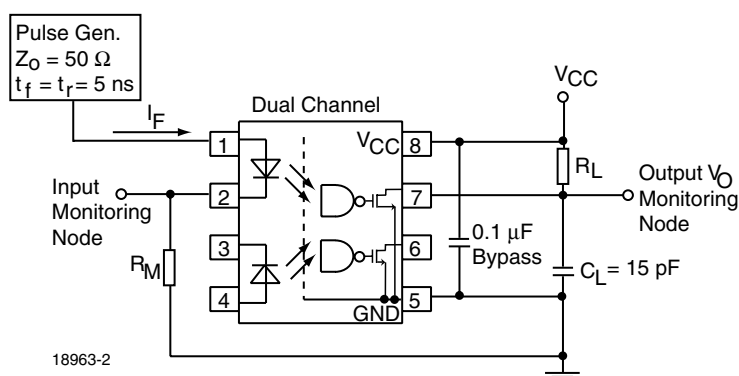 Pulse Gen.
ZO = 50 Ω
tf = tr = 5 ns
IF
Dual Channel
VCC
1
VCC 8
RL
Input
Monitoring
Node
2
7
Output VO
Monitoring
Node
3
6
0.1 μF
Bypass
RM
CL = 15 pF
4
5
GND
18963-2